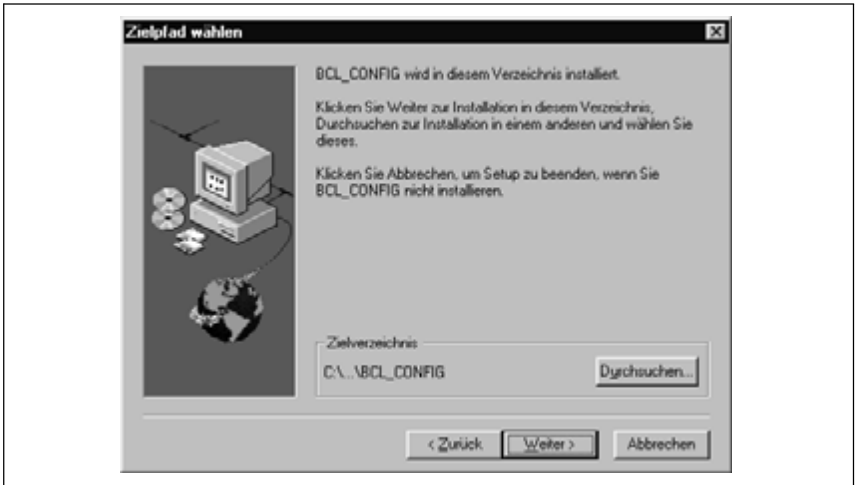 Zielpfad wählen
BCL_CONFIG wird in diesem Verzeichnis installiert.
Klicken Sie Weiter zur Installation in diesem Verzeichnis,
Durchsuchen zur Installation in einem anderen und wählen Sie
dieses.
Klicken Sie Abbrechen, um Setup zu beenden, wenn Sie
BCL_CONFIG nicht installieren.
Zielverzeichnis
C:\...\BCL_CONFIG
Durchsuchen...
< Zurück
Weiter >
Abbrechen